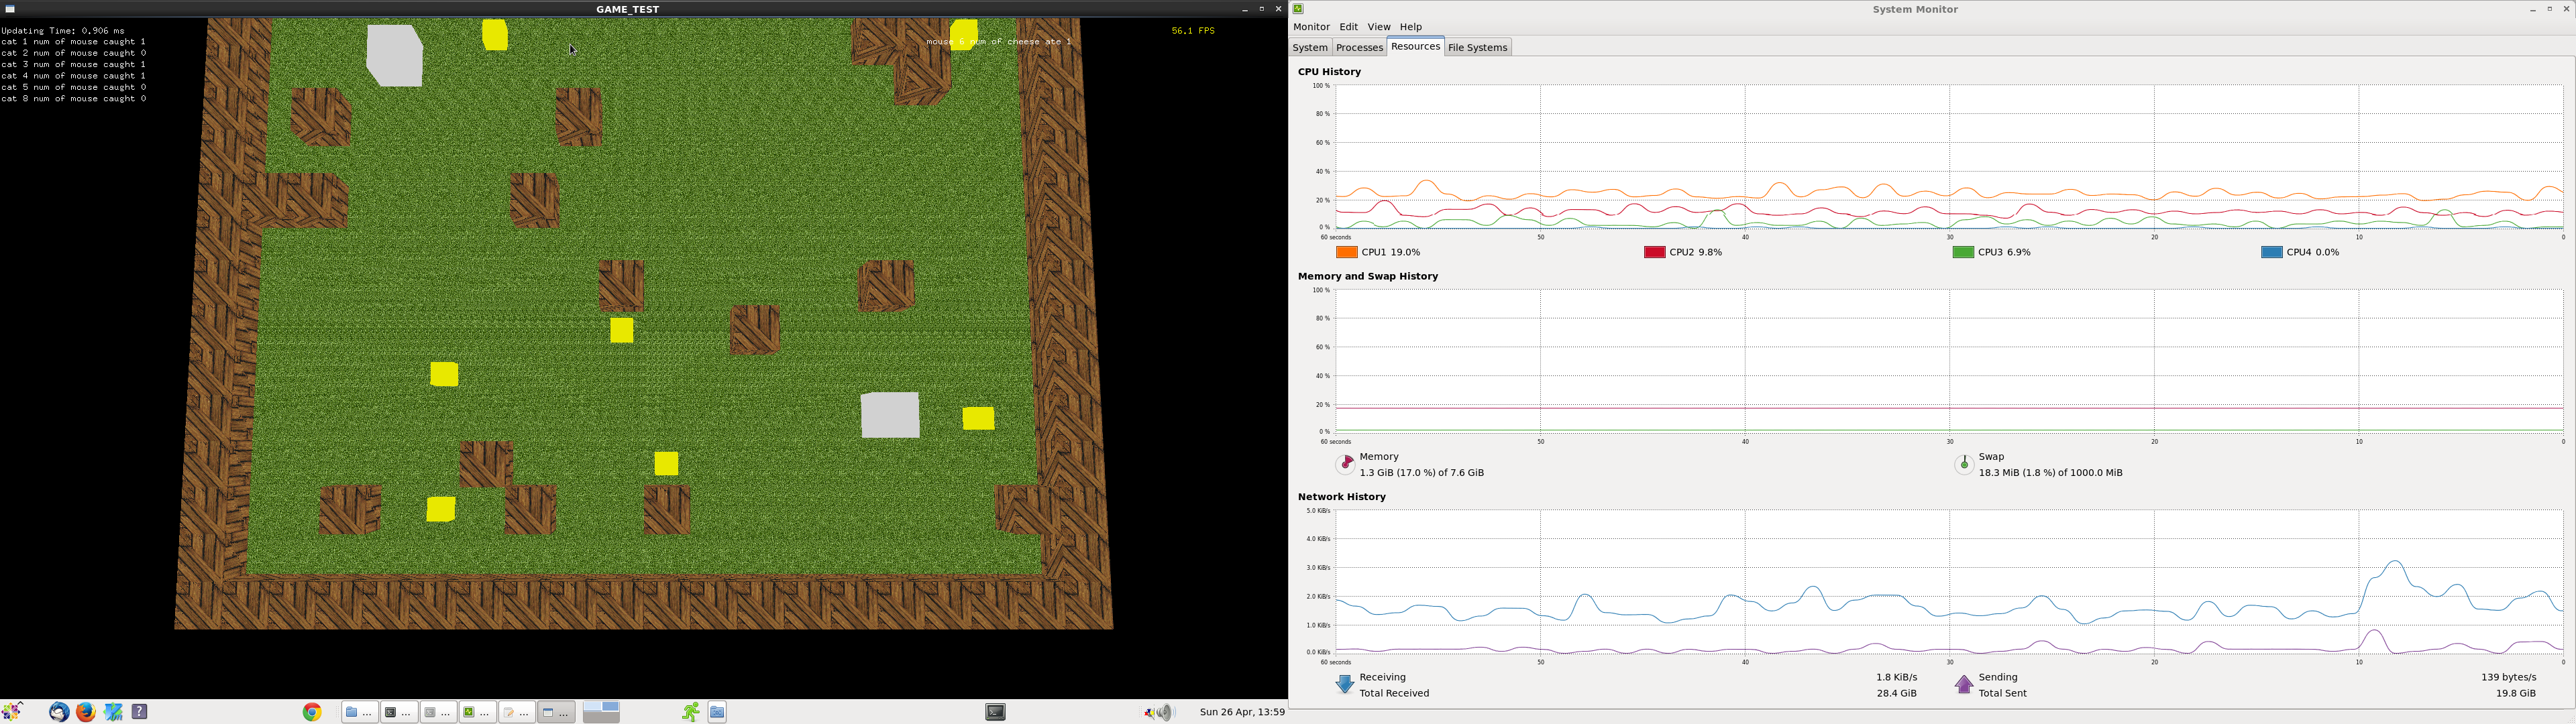 GAME_TEST
Updating Time: 0.906 ms
cat 1 num of mouse caught 1
cat 2 num of mouse caught 0
cat 3 num of mouse caught 1
cat 4 num of mouse caught 1
cat 5 num of mouse caught 0
cat 8 num of mouse caught 0
mouse 6 num of cheese ate 1
56.1 FPS
System Monitor
Monitor Edit View Help
System Processes Resources File Systems
CPU History
100 %
80 %
60 %
40 %
20 %
0 %
60 seconds 50 40 30 20 10 0
CPU1 19.0% CPU2 9.8% CPU3 6.9% CPU4 0.0%
Memory and Swap History
100 %
80 %
60 %
40 %
20 %
0 %
60 seconds 50 40 30 20 10 0
Memory
1.3 GiB (17.0 %) of 7.6 GiB
Swap
18.3 MiB (1.8 %) of 1000.0 MiB
Network History
5.0 KiB/s
4.0 KiB/s
3.0 KiB/s
2.0 KiB/s
1.0 KiB/s
0.0 KiB/s
60 seconds 50 40 30 20 10 0
Receiving 1.8 KiB/s
Total Received 28.4 GiB
Sending 139 bytes/s
Total Sent 19.8 GiB
... ... ... ... ... ...
Sun 26 Apr, 13:59